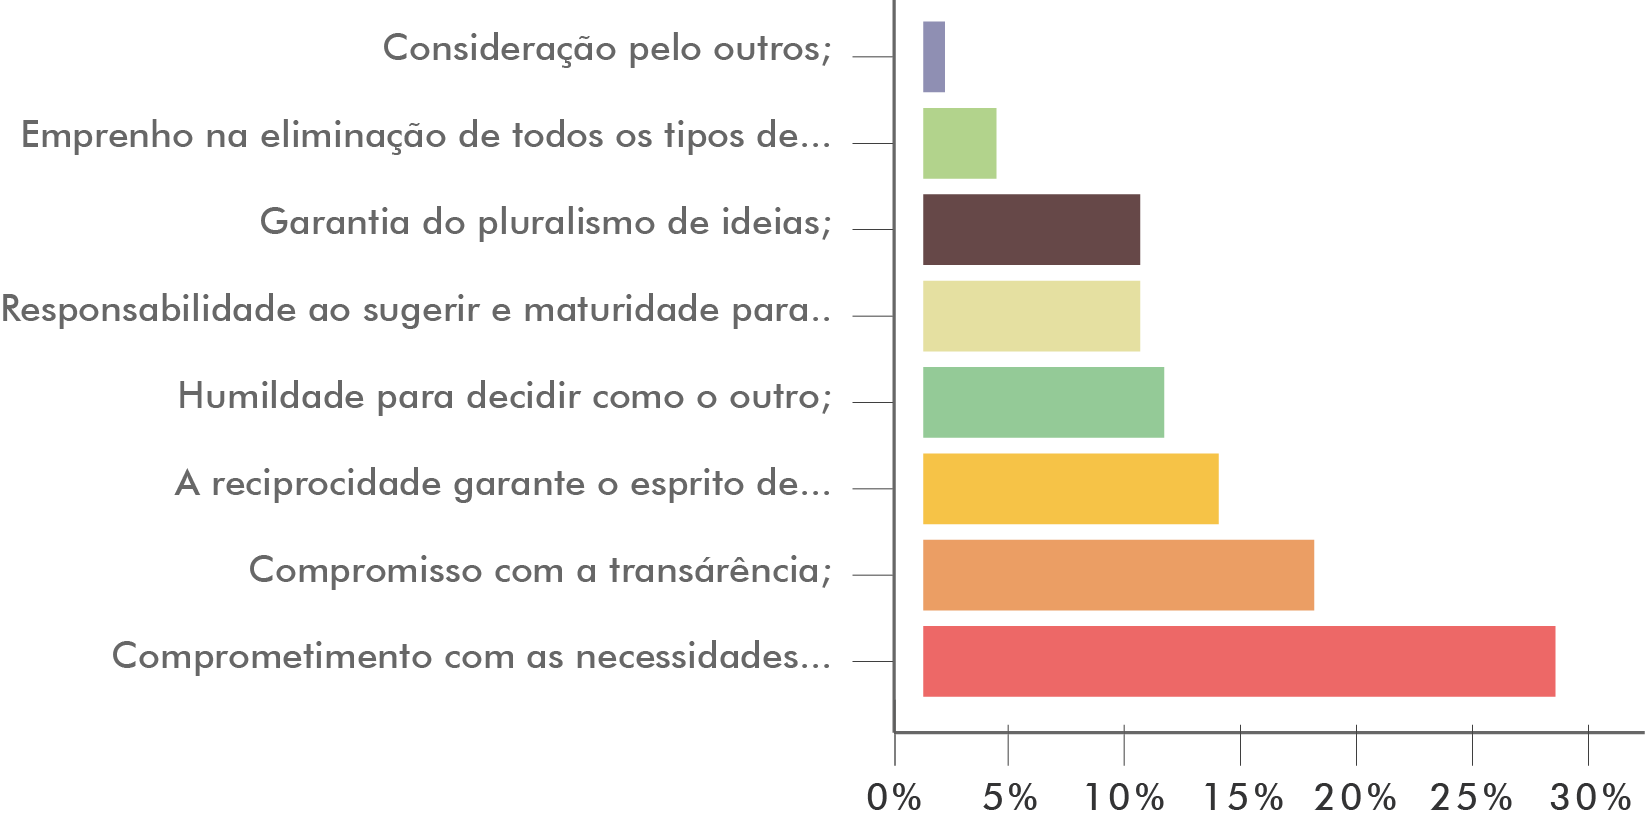 Consideração pelo outros;
Emprenho na eliminação de todos os tipos de...
Garantia do pluralismo de ideias;
Responsabilidade ao sugerir e maturidade para..
Humildade para decidir como o outro;
A reciprocidade garante o esprito de...
Compromisso com a transárência;
Comprometimento com as necessidades...
0% 5% 10% 15% 20% 25% 30%